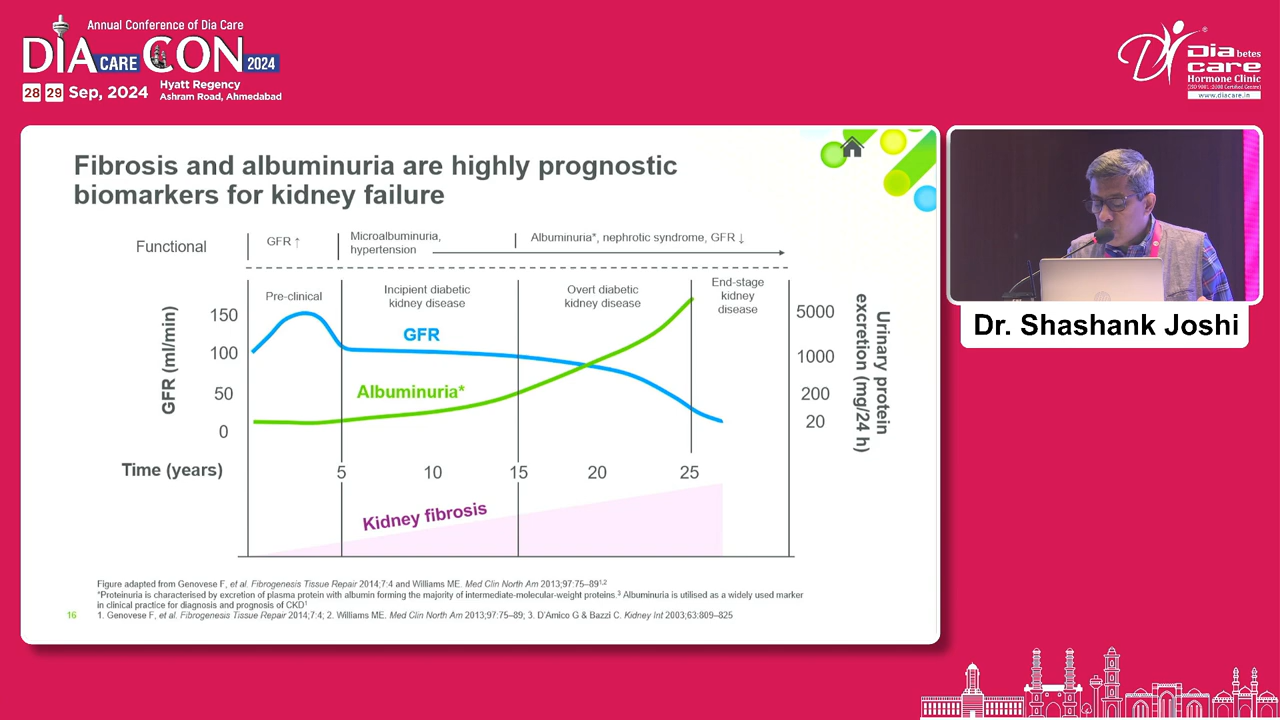 Annual Conference of Dia Care
DIA CARE CON 2024
28 29 Sep, 2024
Hyatt Regency
Ashram Road, Ahmedabad
Diabetes
care
Hormone Clinic
(ISO 9001 :2008 Certified Centre)
www.diacare.in
Fibrosis and albuminuria are highly prognostic
biomarkers for kidney failure
Functional
GFR ↑
Microalbuminuria,
hypertension
Albuminuria*, nephrotic syndrome, GFR ↓
Pre-clinical
Incipient diabetic
kidney disease
Overt diabetic
kidney disease
End-stage
kidney
disease
GFR (ml/min)
150
100
50
0
GFR
Albuminuria*
5000
1000
200
20
Urinary protein
excretion (mg/24 h)
Time (years)
5
10
15
20
25
Kidney fibrosis
Figure adapted from Genovese F, et al. Fibrogenesis Tissue Repair 2014;7:4 and Williams ME. Med Clin North Am 2013;97:75–89¹,²
*Proteinuria is characterised by excretion of plasma protein with albumin forming the majority of intermediate-molecular-weight proteins.³ Albuminuria is utilised as a widely used marker
in clinical practice for diagnosis and prognosis of CKD¹
16
1. Genovese F, et al. Fibrogenesis Tissue Repair 2014;7:4; 2. Williams ME. Med Clin North Am 2013;97:75–89; 3. D'Amico G & Bazzi C. Kidney Int 2003;63:809–825
Dr. Shashank Joshi